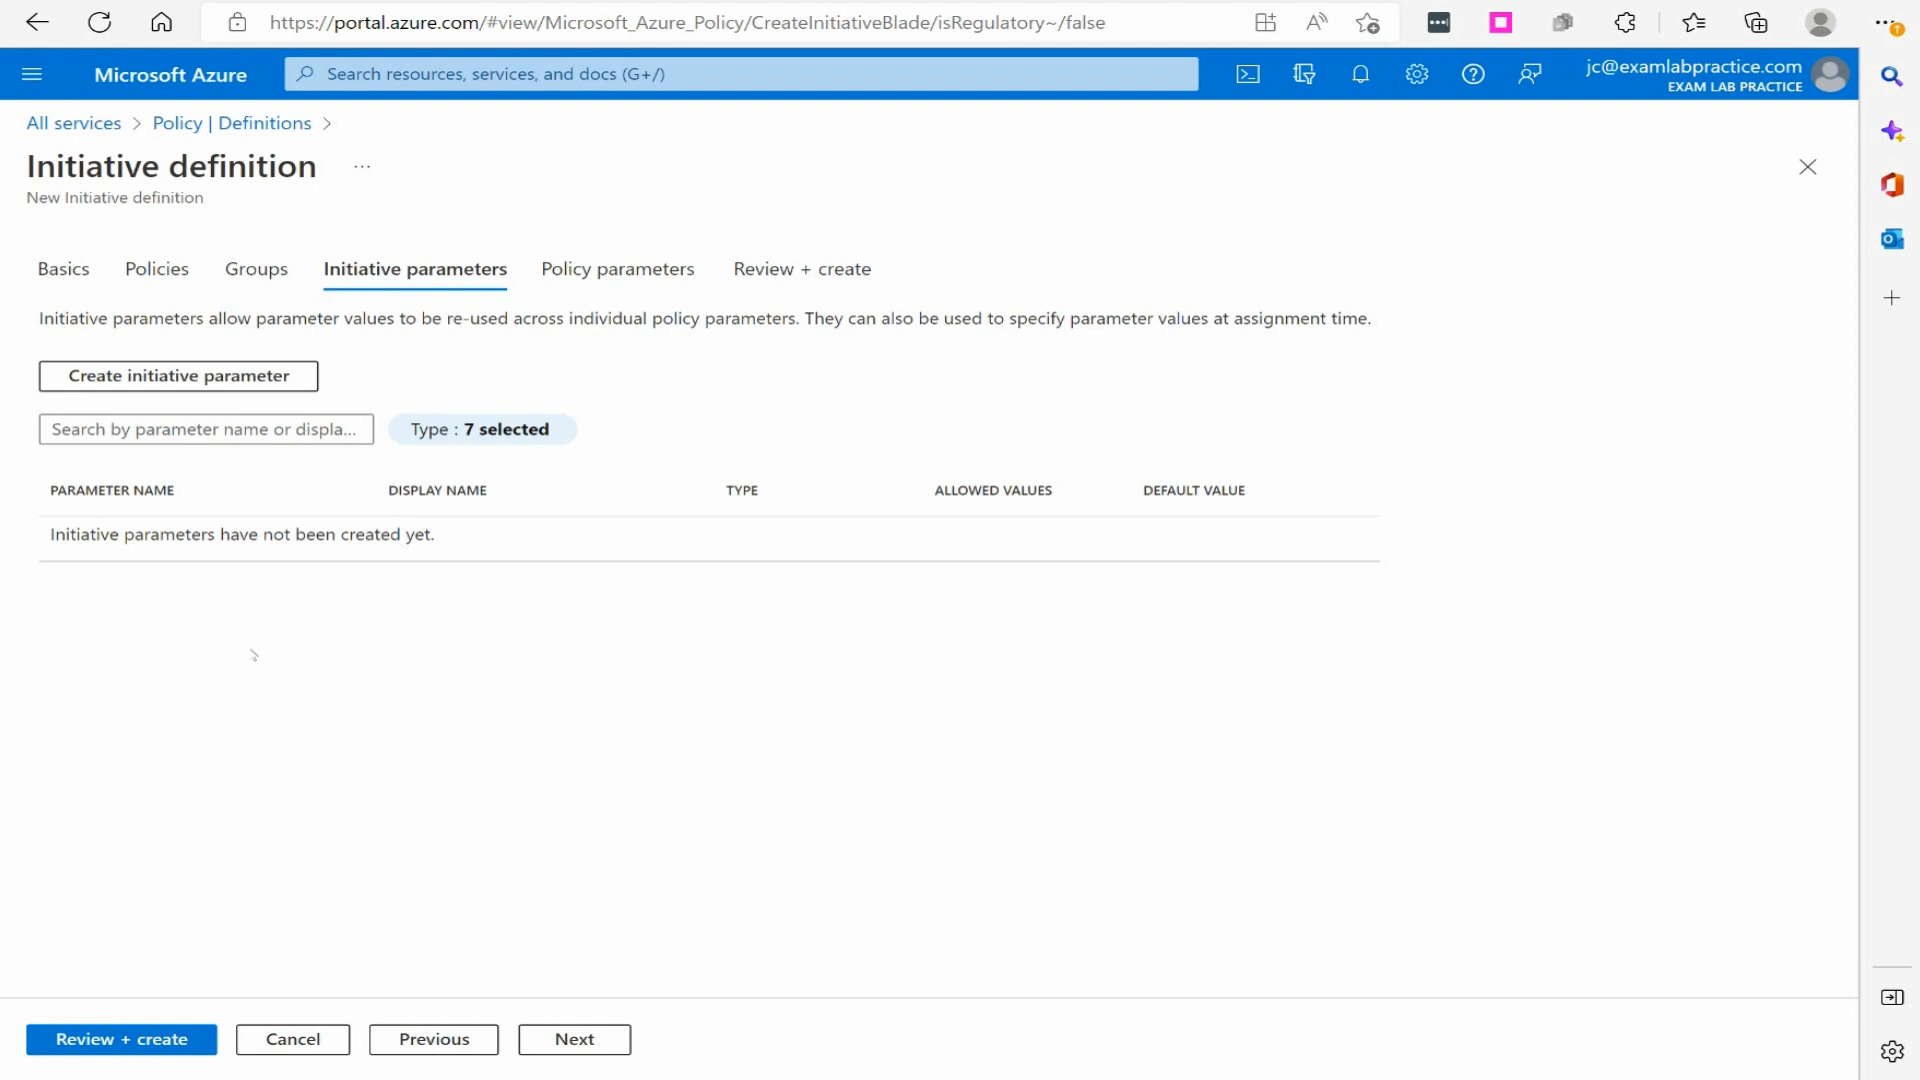 https://portal.azure.com/#view/Microsoft_Azure_Policy/CreateInitiativeBlade/isRegulatory~/false
Microsoft Azure
Search resources, services, and docs (G+/)
jc@examlabpractice.com
EXAM LAB PRACTICE
All services > Policy | Definitions >
Initiative definition ...
New Initiative definition
Basics Policies Groups Initiative parameters Policy parameters Review + create
Initiative parameters allow parameter values to be re-used across individual policy parameters. They can also be used to specify parameter values at assignment time.
Create initiative parameter
Search by parameter name or displa... Type : 7 selected
PARAMETER NAME DISPLAY NAME TYPE ALLOWED VALUES DEFAULT VALUE
Initiative parameters have not been created yet.
Review + create Cancel Previous Next